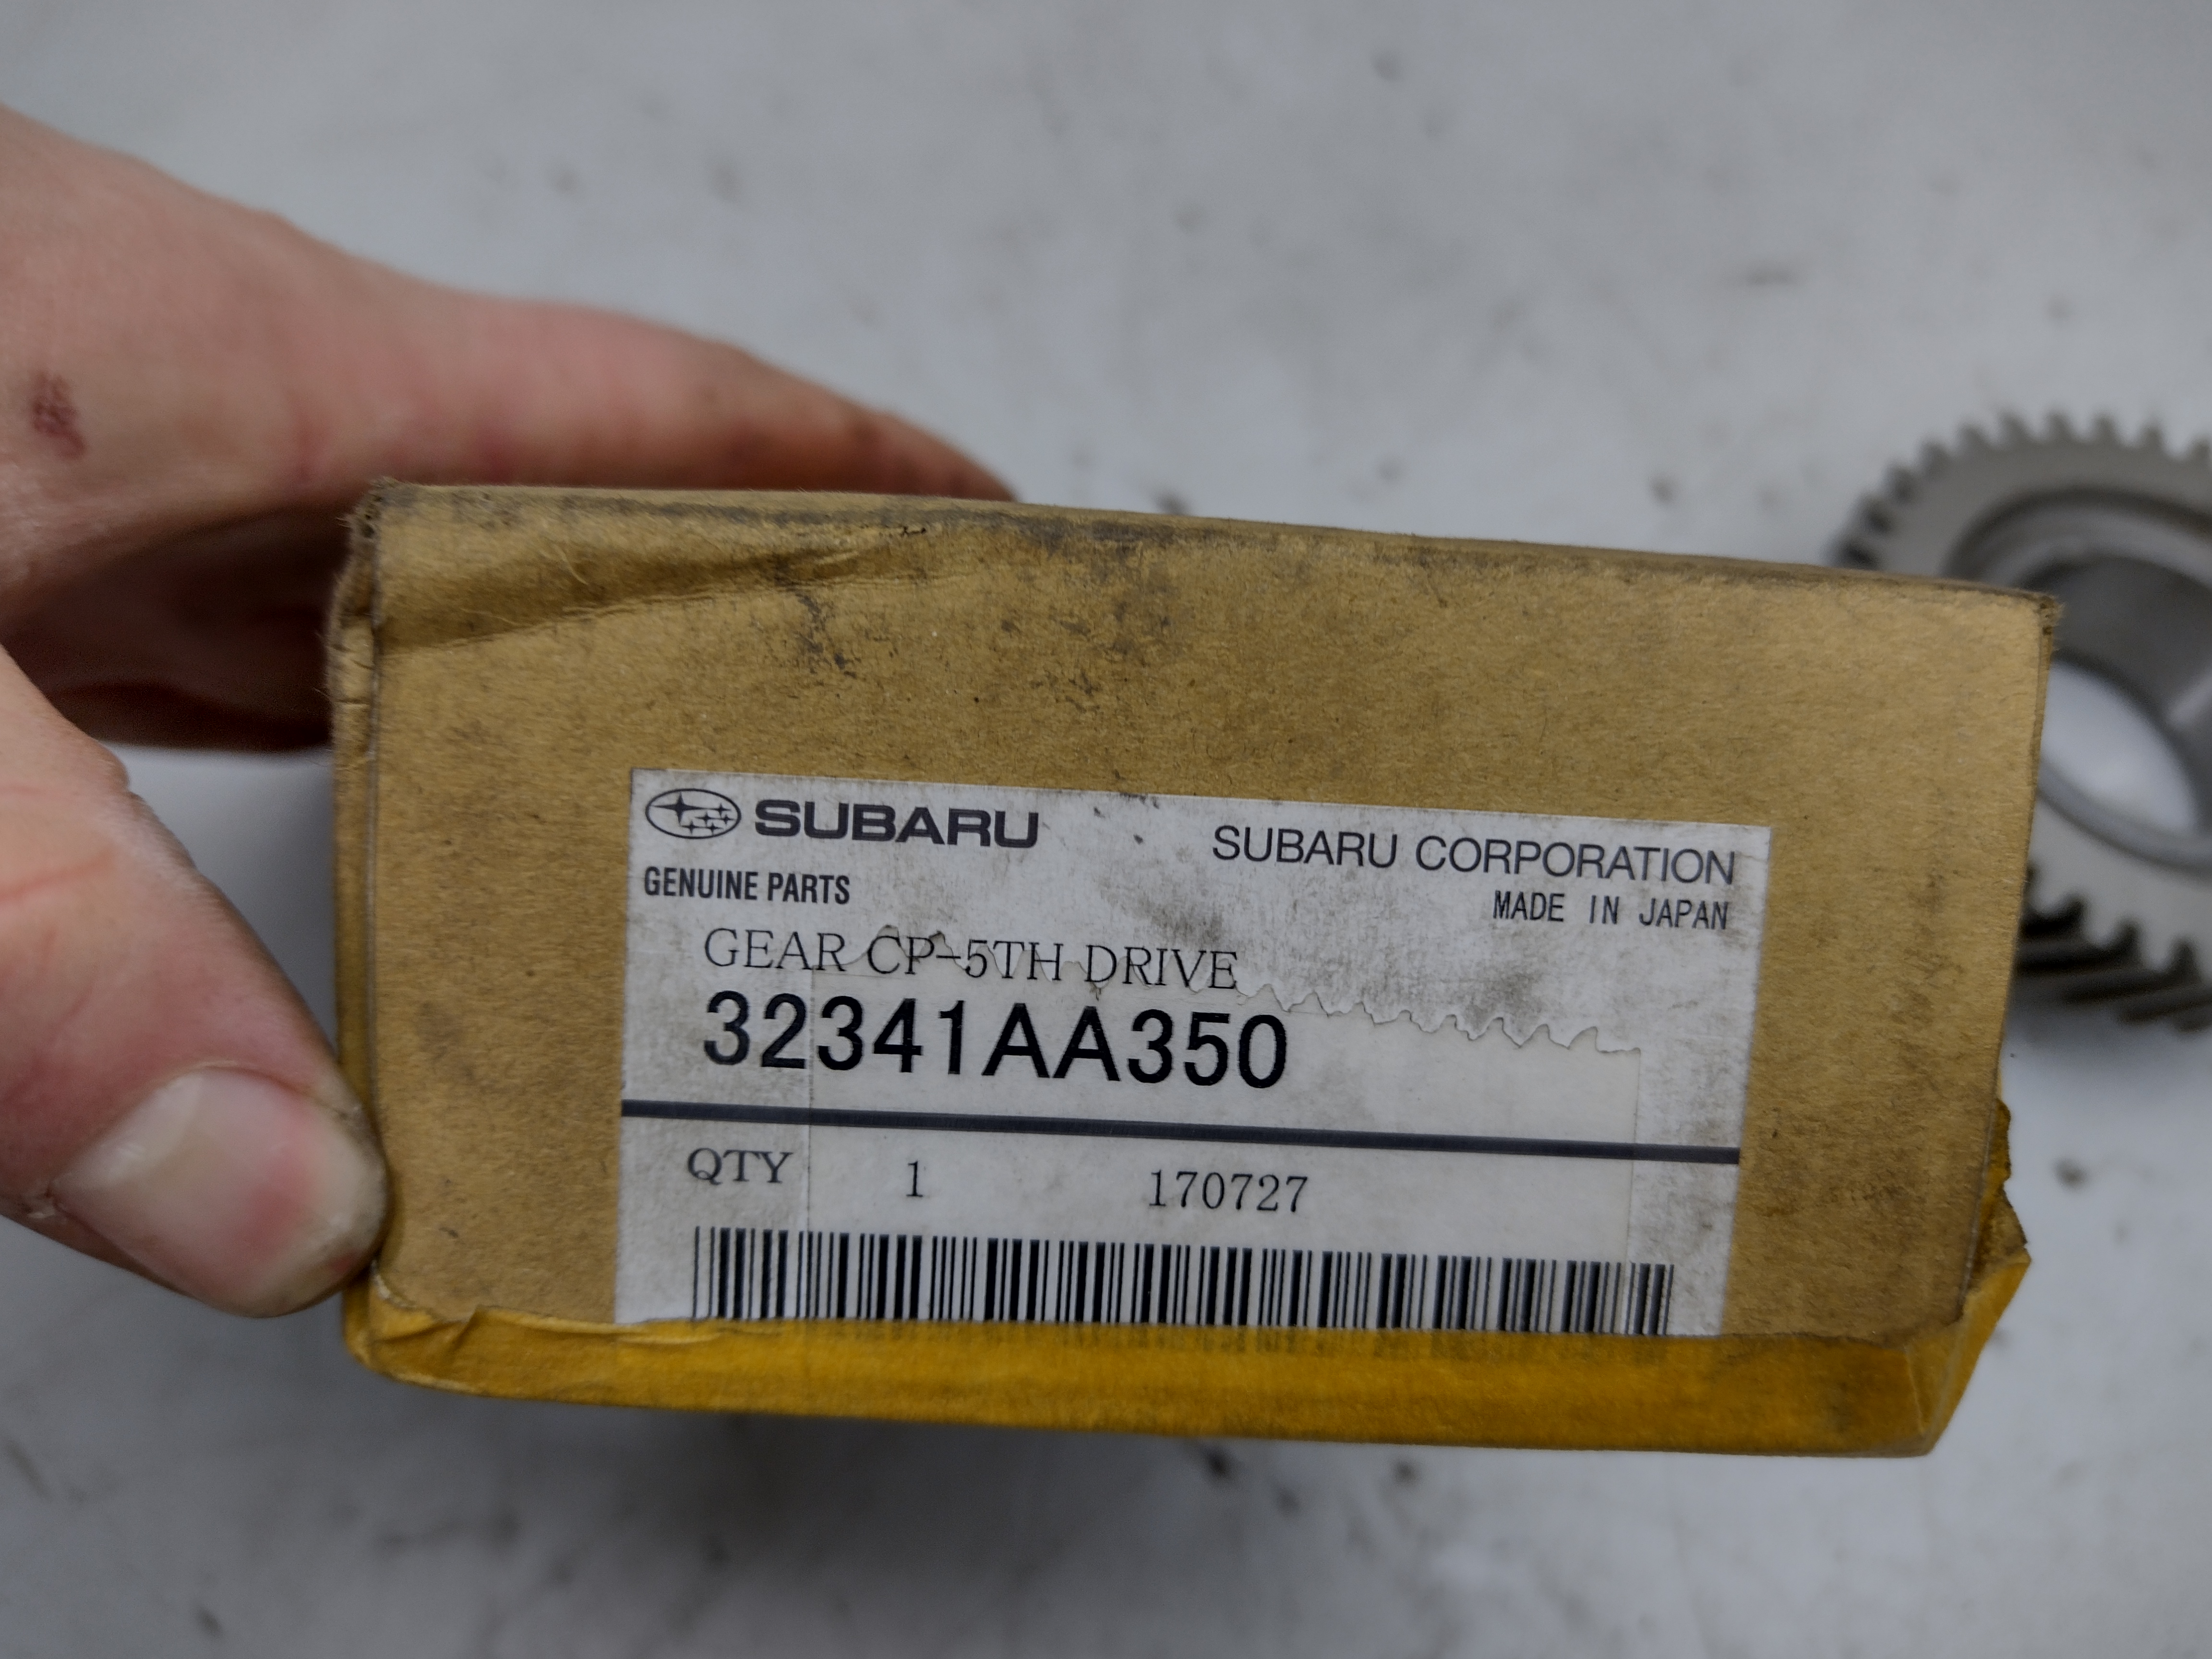 SUBARU
SUBARU CORPORATION
GENUINE PARTS
MADE IN JAPAN
GEAR CP-5TH DRIVE
32341AA350
QTY 1 170727